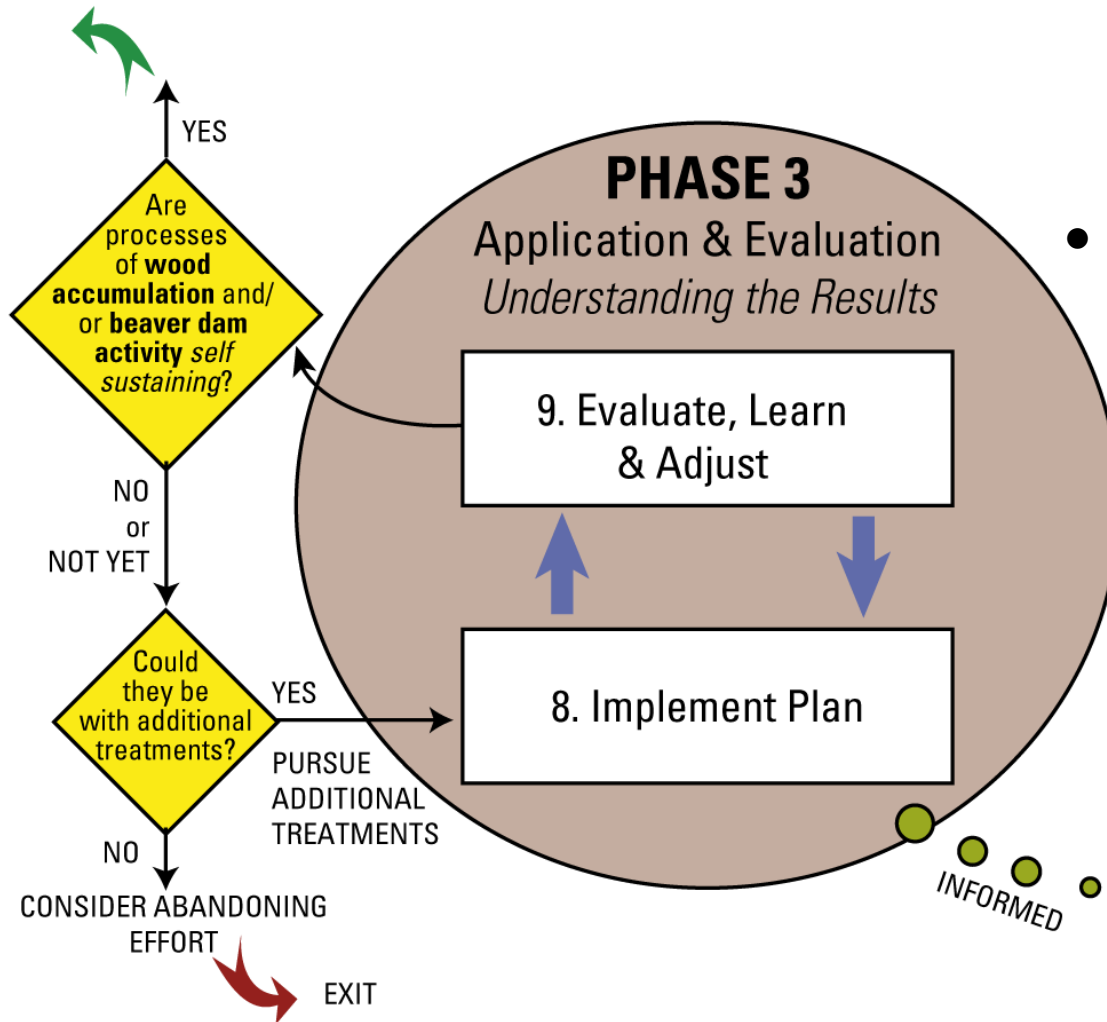 YES
Are
processes
of wood
accumulation and/
or beaver dam
activity self
sustaining?
NO
or
NOT YET
Could
they be
with additional
treatments?
YES
PURSUE
ADDITIONAL
TREATMENTS
NO
CONSIDER ABANDONING
EFFORT
EXIT
PHASE 3
Application & Evaluation
Understanding the Results
9. Evaluate, Learn
& Adjust
8. Implement Plan
INFORMED